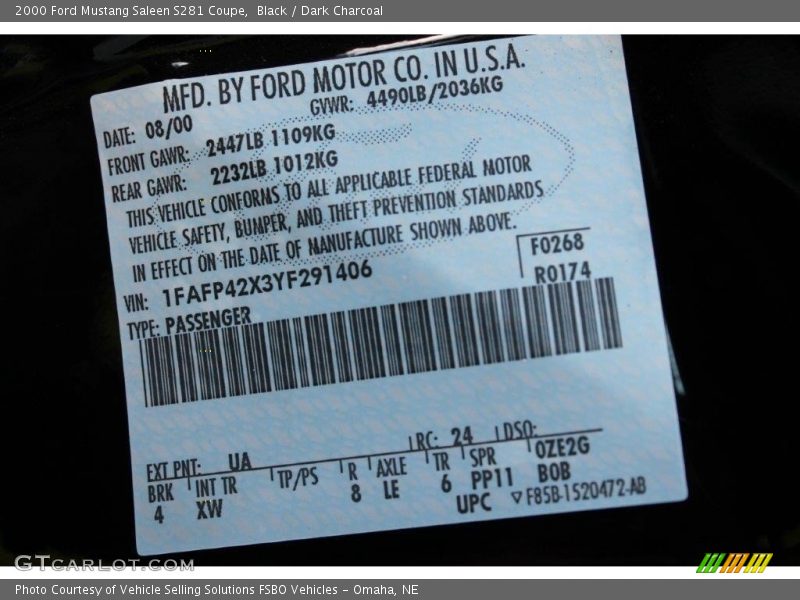 2000 Ford Mustang Saleen S281 Coupe, Black / Dark Charcoal
MFD. BY FORD MOTOR CO. IN U.S.A.
DATE: 08/00 GVWR: 4490LB/2036KG
FRONT GAWR: 2447LB 1109KG
REAR GAWR: 2232LB 1012KG
THIS VEHICLE CONFORMS TO ALL APPLICABLE FEDERAL MOTOR
VEHICLE SAFETY, BUMPER, AND THEFT PREVENTION STANDARDS
IN EFFECT ON THE DATE OF MANUFACTURE SHOWN ABOVE.
VIN: 1FAFP42X3YF291406 F0268
TYPE: PASSENGER R0174
EXT PNT: UA RC: 24 DSO:
BRK INT TR TP/PS R AXLE TR SPR OZE2G
4 XW 8 LE 6 PP11 BOB
UPC ▽F85B-1520472-AB
GTCarLot.com
Photo Courtesy of Vehicle Selling Solutions FSBO Vehicles - Omaha, NE